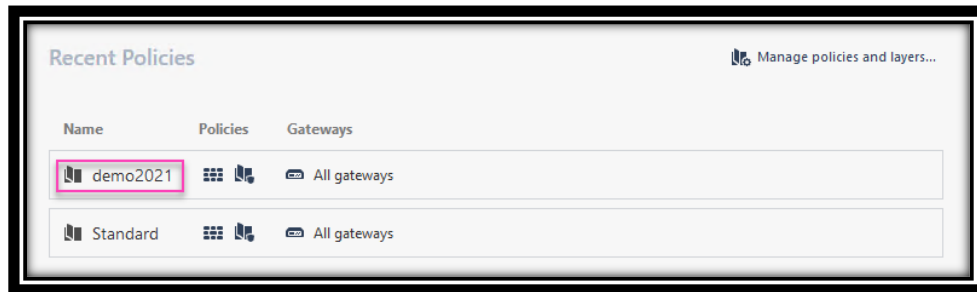 Recent Policies
Manage policies and layers...
Name Policies Gateways
demo2021 All gateways
Standard All gateways